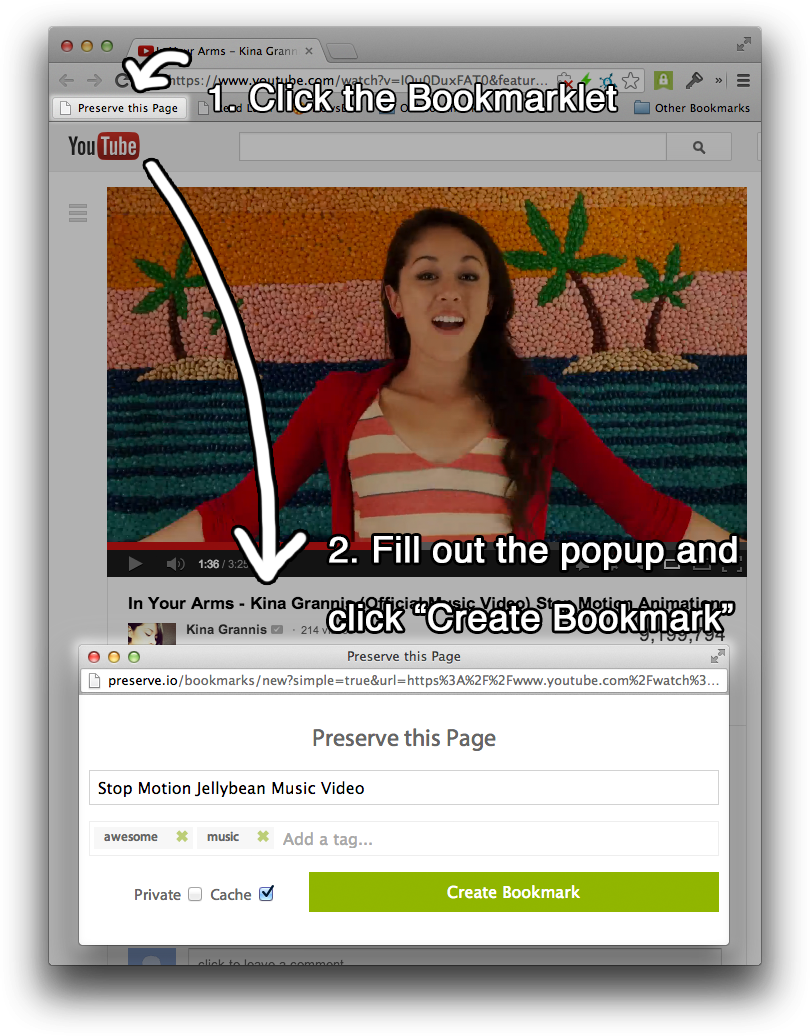 In Your Arms - Kina Grann
https://www.youtube.com/watch?v=
&featur...
1. Click the Bookmarklet
Preserve this Page
Other Bookmarks
YouTube
2. Fill out the popup and
click “Create Bookmark”
1:36 / 3:25
In Your Arms - Kina Grannis (Official Music Video) Stop Motion Animation
Kina Grannis · 214
9,199,794
Preserve this Page
preserve.io/bookmarks/new?simple=true&url=https%3A%2F%2Fwww.youtube.com%2Fwatch%3...
Preserve this Page
Stop Motion Jellybean Music Video
awesome music Add a tag...
Private Cache Create Bookmark
click to leave a comment